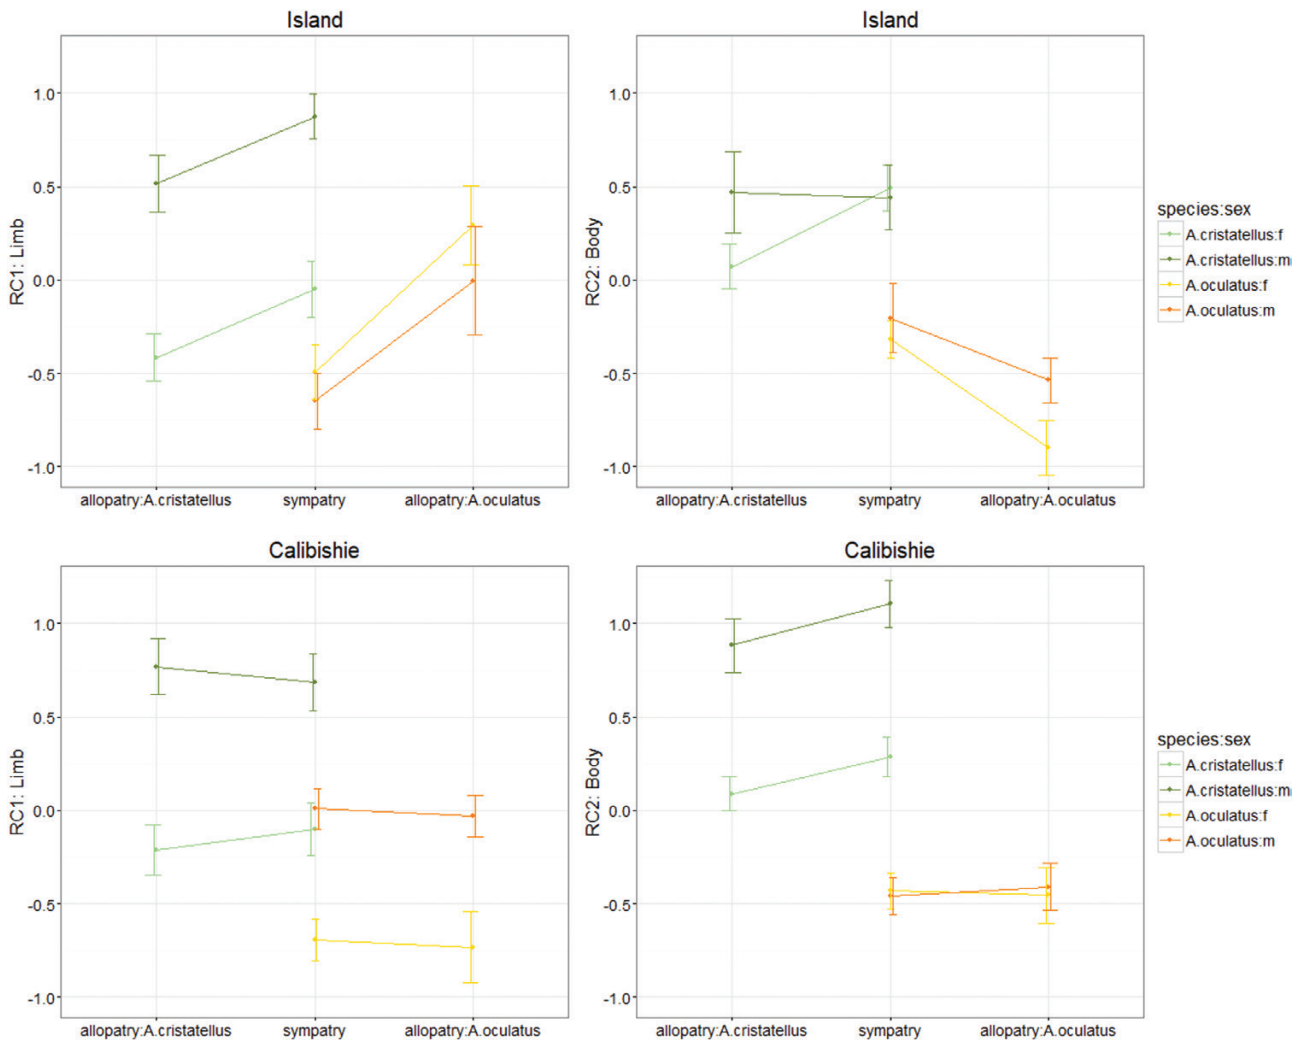 Island
RC1: Limb
1.0
0.5
0.0
-0.5
-1.0
allopatry:A.cristatellus sympatry allopatry:A.oculatus
Island
RC2: Body
1.0
0.5
0.0
-0.5
-1.0
allopatry:A.cristatellus sympatry allopatry:A.oculatus
species:sex
A.cristatellus:f
A.cristatellus:m
A.oculatus:f
A.oculatus:m
Calibishie
RC1: Limb
1.0
0.5
0.0
-0.5
-1.0
allopatry:A.cristatellus sympatry allopatry:A.oculatus
Calibishie
RC2: Body
1.0
0.5
0.0
-0.5
-1.0
allopatry:A.cristatellus sympatry allopatry:A.oculatus
species:sex
A.cristatellus:f
A.cristatellus:m
A.oculatus:f
A.oculatus:m